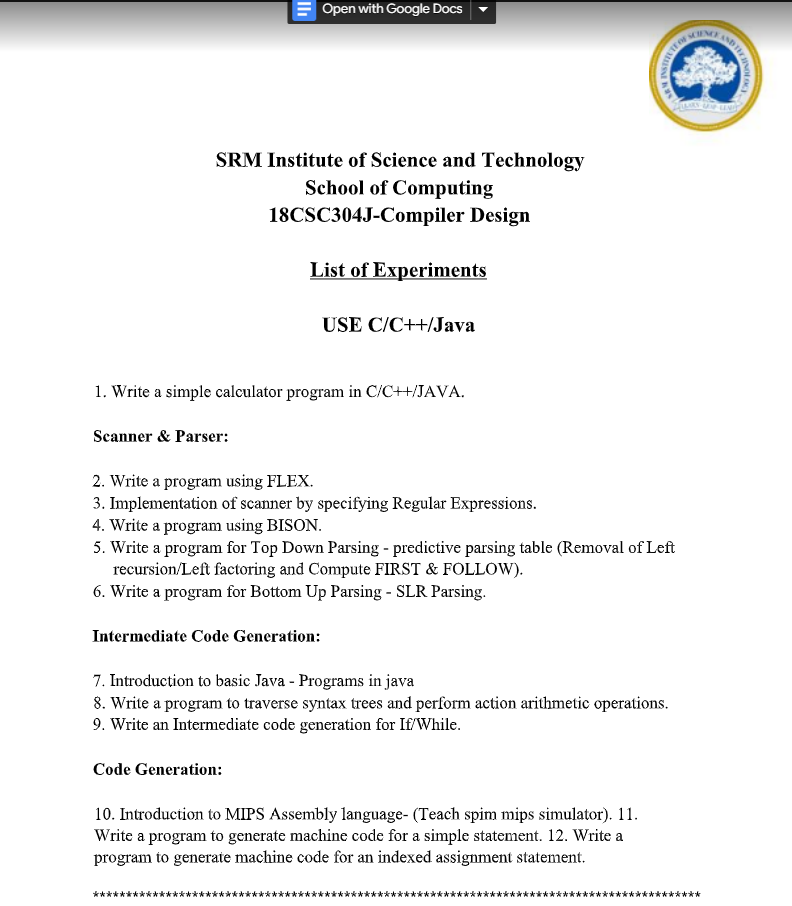 Open with Google Docs
SRM INSTITUTE OF SCIENCE AND TECHNOLOGY
LEARN· LEAP· LEAD
SRM Institute of Science and Technology
School of Computing
18CSC304J-Compiler Design
List of Experiments
USE C/C++/Java
1. Write a simple calculator program in C/C++/JAVA.
Scanner & Parser:
2. Write a program using FLEX.
3. Implementation of scanner by specifying Regular Expressions.
4. Write a program using BISON.
5. Write a program for Top Down Parsing - predictive parsing table (Removal of Left
recursion/Left factoring and Compute FIRST & FOLLOW).
6. Write a program for Bottom Up Parsing - SLR Parsing.
Intermediate Code Generation:
7. Introduction to basic Java - Programs in java
8. Write a program to traverse syntax trees and perform action arithmetic operations.
9. Write an Intermediate code generation for If/While.
Code Generation:
10. Introduction to MIPS Assembly language- (Teach spim mips simulator). 11.
Write a program to generate machine code for a simple statement. 12. Write a
program to generate machine code for an indexed assignment statement.
********************************************************************************************